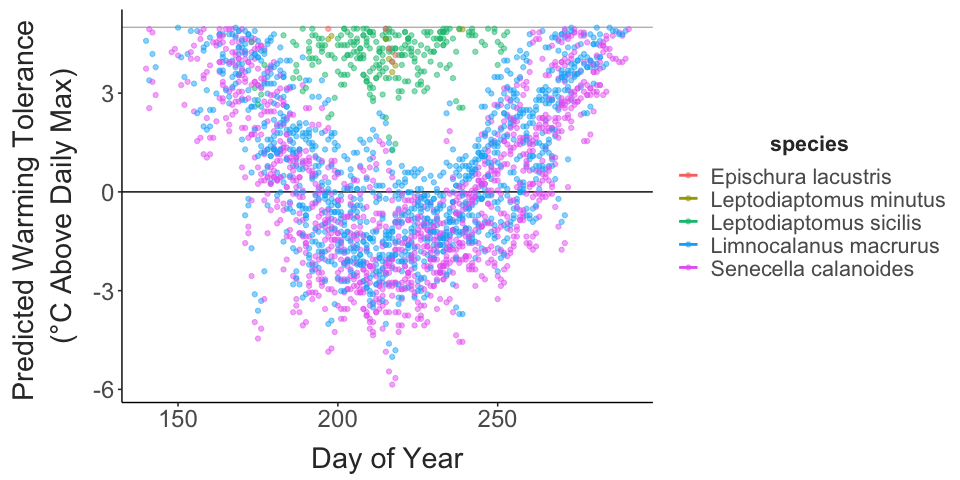 Predicted Warming Tolerance
(°C Above Daily Max)
3
0
-3
-6
150
200
250
Day of Year
species
Epischura lacustris
Leptodiaptomus minutus
Leptodiaptomus sicilis
Limnocalanus macrurus
Senecella calanoides